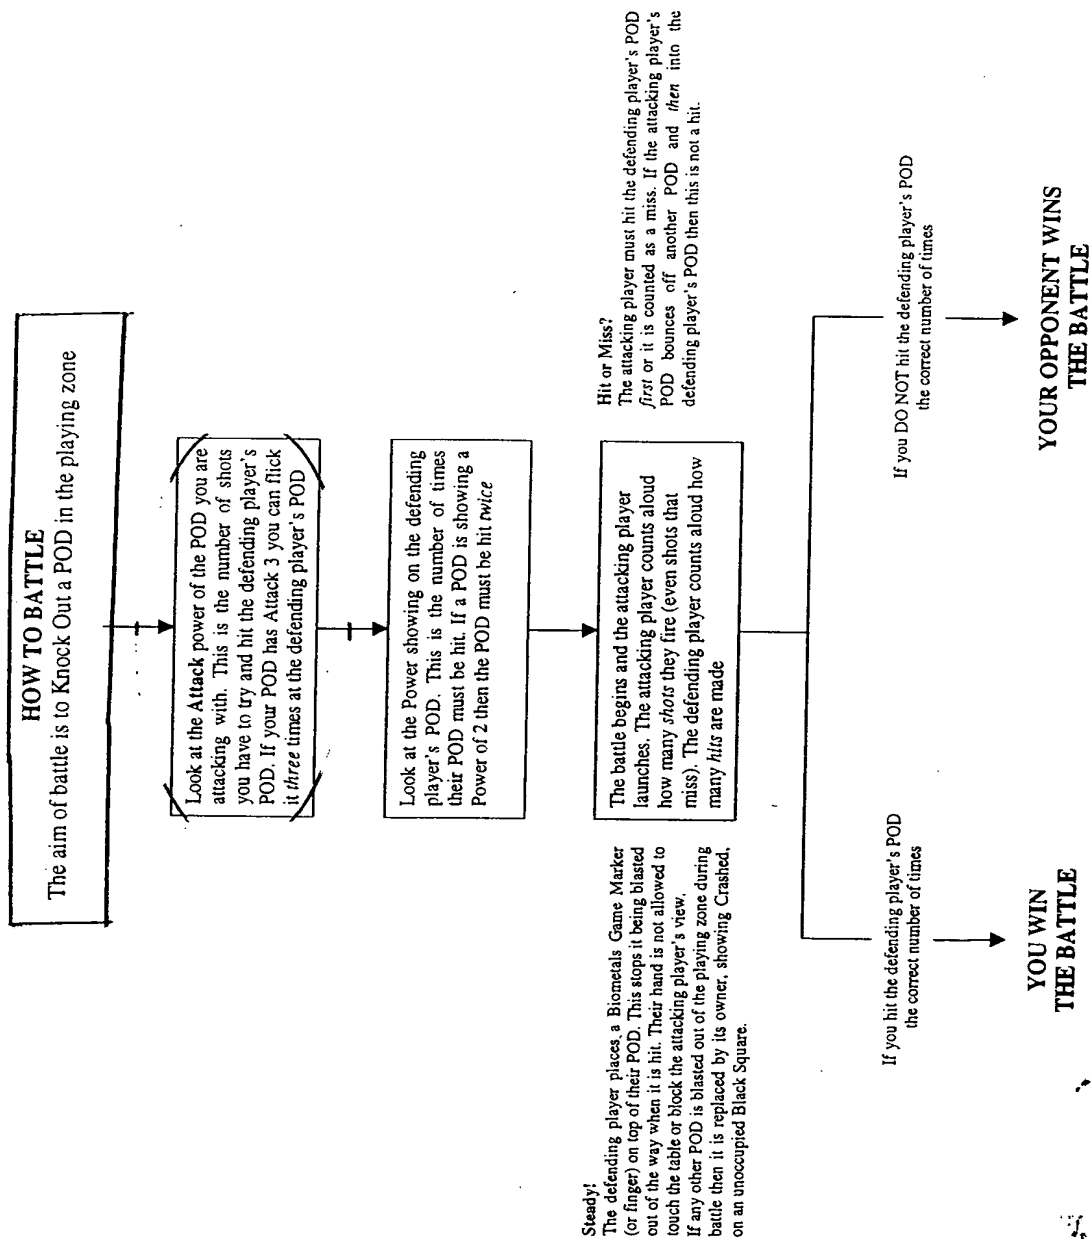 HOW TO BATTLE
The aim of battle is to Knock Out a POD in the playing zone
Look at the Attack power of the POD you are
attacking with. This is the number of shots
you have to try and hit the defending player's
POD. If your POD has Attack 3 you can flick
it three times at the defending player's POD
Look at the Power showing on the defending
player's POD. This is the number of times
their POD must be hit. If a POD is showing a
Power of 2 then the POD must be hit twice
Steady!
The defending player places a Biometals Game Marker
(or finger) on top of their POD. This stops it being blasted
out of the way when it is hit. Their hand is not allowed to
touch the table or block the attacking player's view.
If any other POD is blasted out of the playing zone during
battle then it is replaced by its owner, showing Crashed,
on an unoccupied Black Square.
The battle begins and the attacking player
launches. The attacking player counts aloud
how many shots they fire (even shots that
miss). The defending player counts aloud how
many hits are made
Hit or Miss?
The attacking player must hit the defending player's POD
first or it is counted as a miss. If the attacking player's
POD bounces off another POD and then into the
defending player's POD then this is not a hit.
If you hit the defending player's POD
the correct number of times
YOU WIN
THE BATTLE
If you DO NOT hit the defending player's POD
the correct number of times
YOUR OPPONENT WINS
THE BATTLE